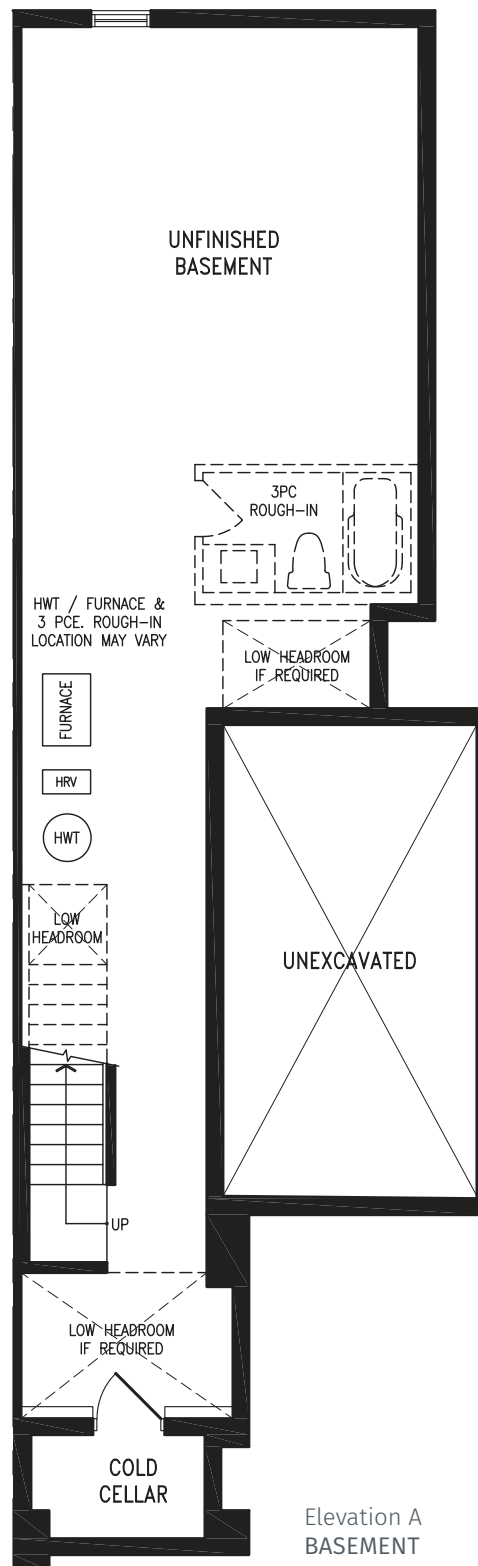 UNFINISHED
BASEMENT
3PC
ROUGH-IN
HWT / FURNACE &
3 PCE. ROUGH-IN
LOCATION MAY VARY
LOW HEADROOM
IF REQUIRED
FURNACE
HRV
HWT
LOW
HEADROOM
UNEXCAVATED
UP
LOW HEADROOM
IF REQUIRED
COLD
CELLAR
Elevation A
BASEMENT